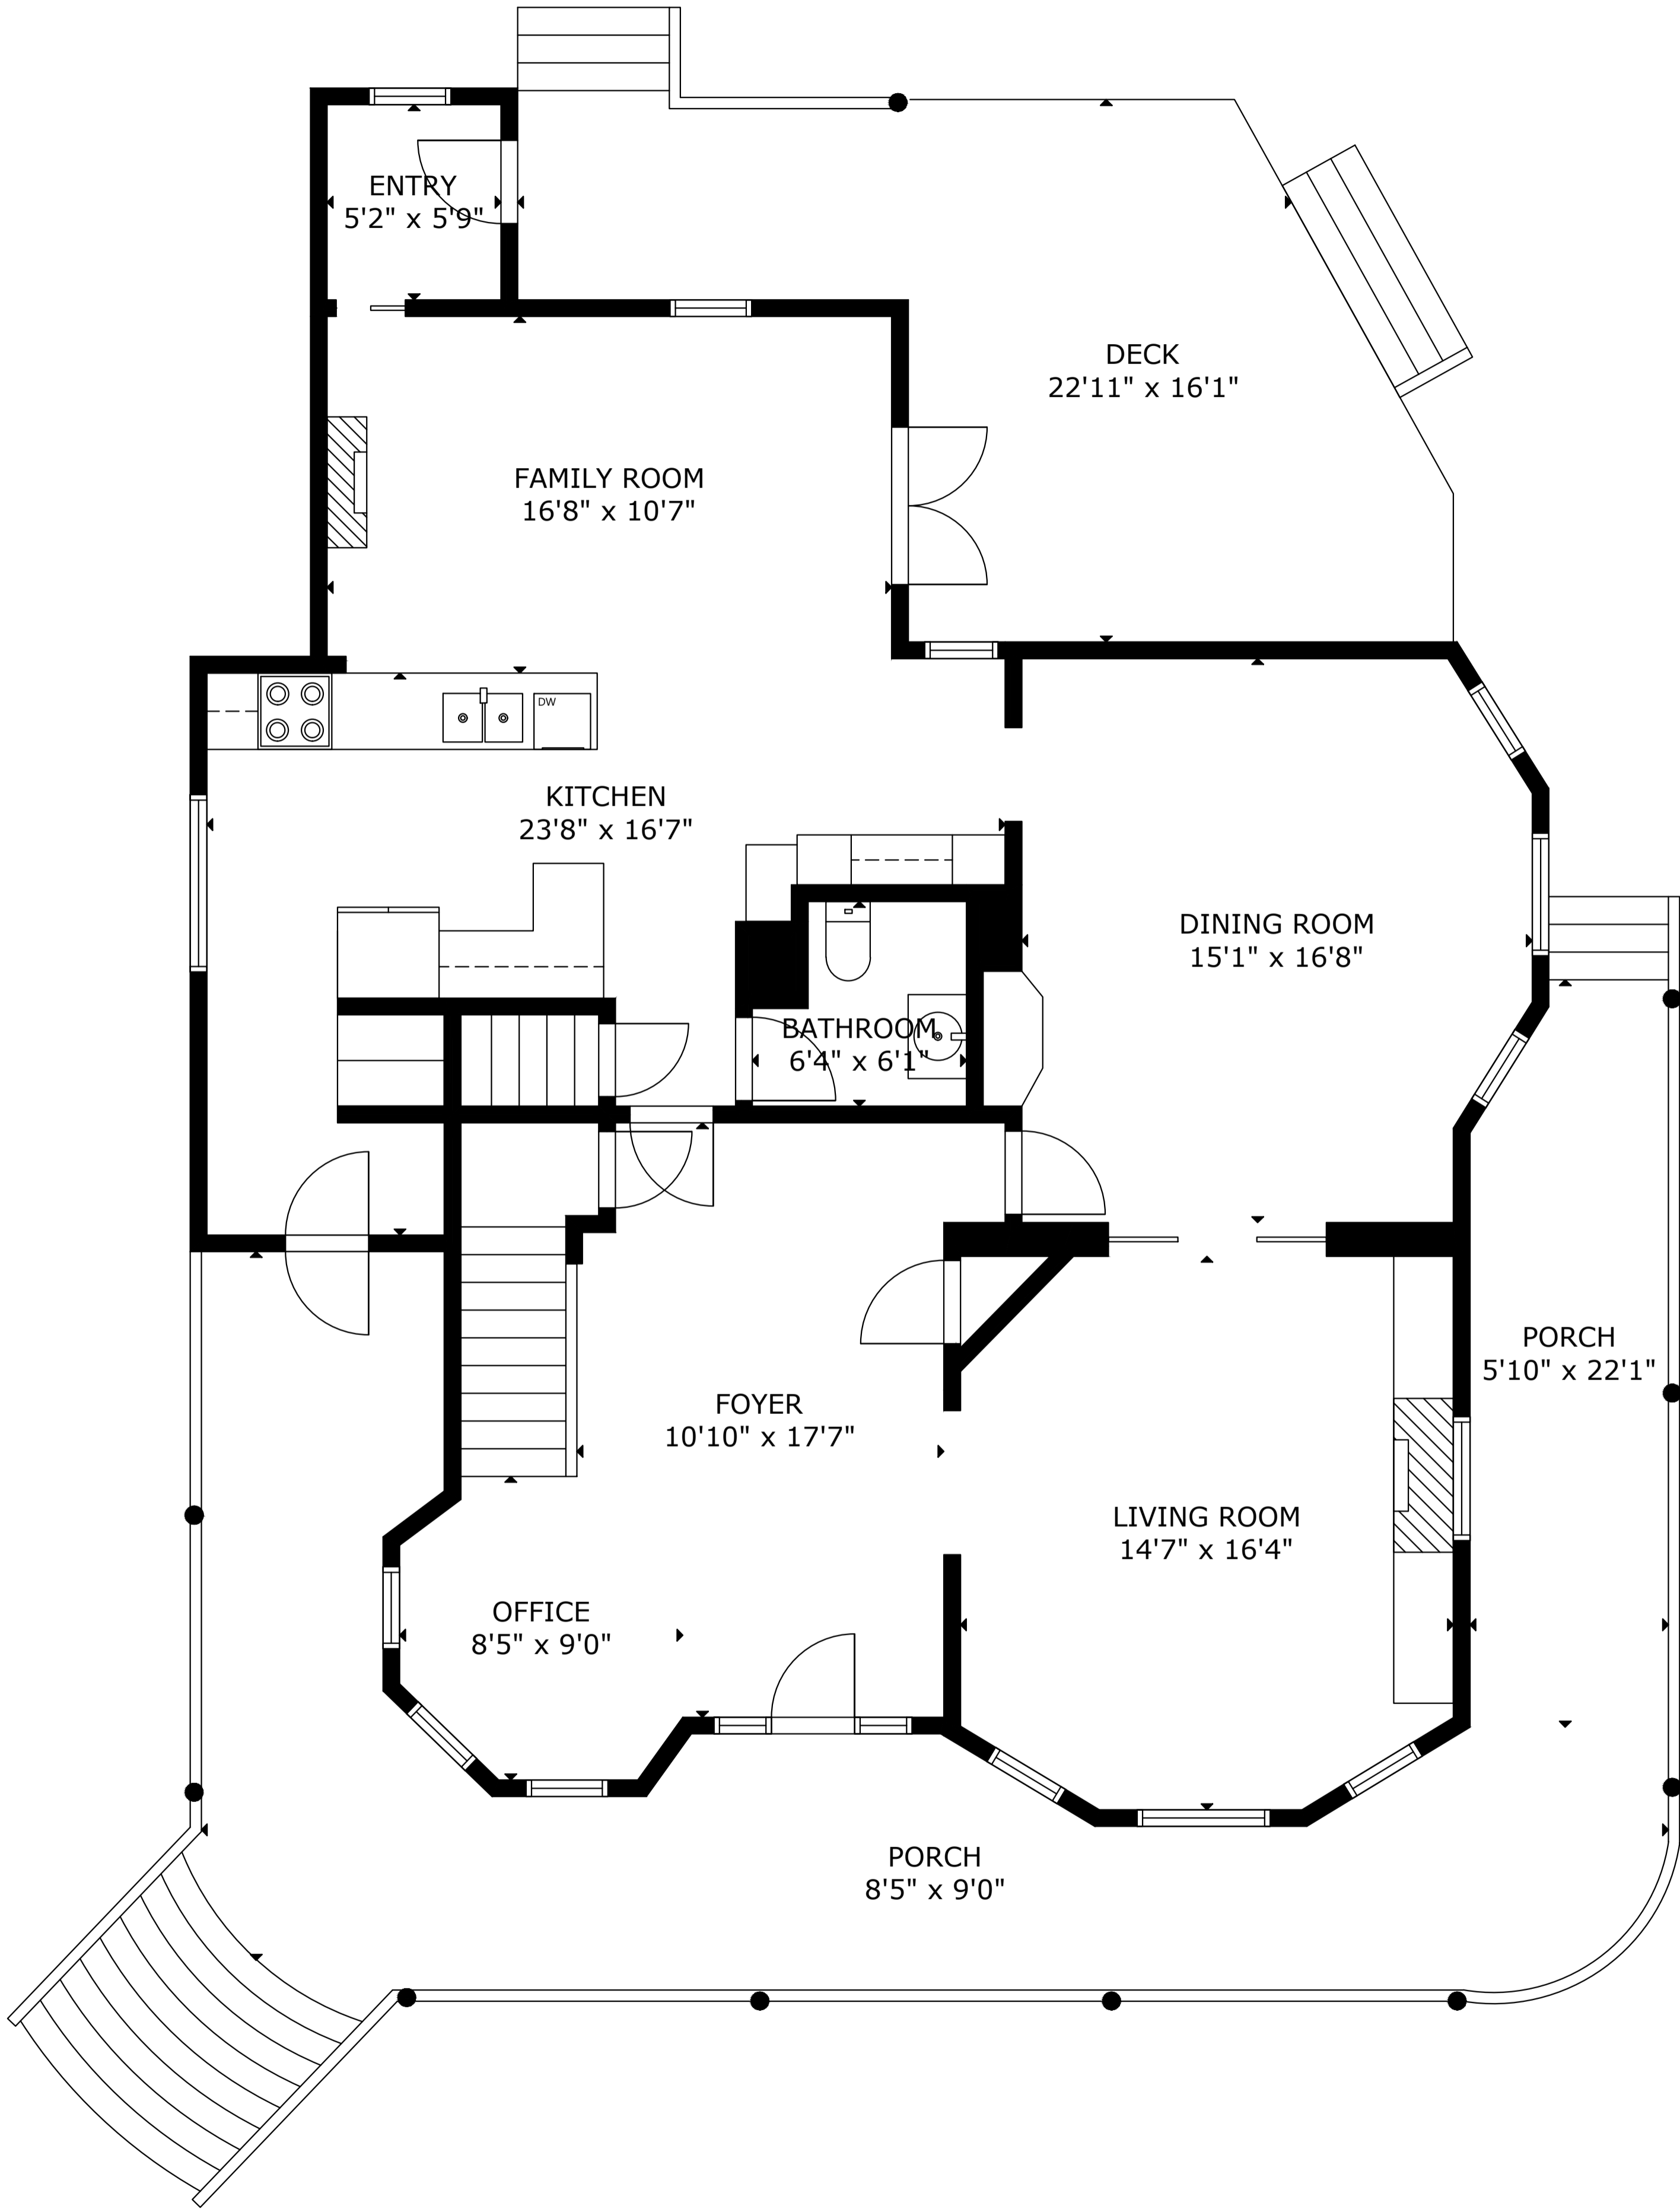 ENTRY
5'2" x 5'9"
DECK
22'11" x 16'1"
FAMILY ROOM
16'8" x 10'7"
DW
KITCHEN
23'8" x 16'7"
DINING ROOM
15'1" x 16'8"
BATHROOM
6'4" x 6'1"
PORCH
5'10" x 22'1"
FOYER
10'10" x 17'7"
LIVING ROOM
14'7" x 16'4"
OFFICE
8'5" x 9'0"
PORCH
8'5" x 9'0"